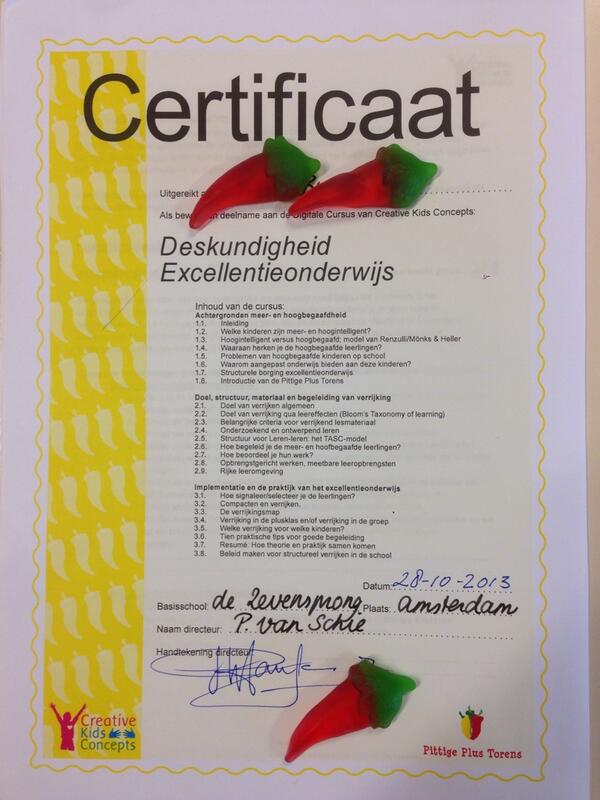 Certificaat
Uitgereikt
Als deelname aan de Digitale Cursus van Creative Kids Concepts:
Deskundigheid
Excellentieonderwijs
Inhoud van de cursus:
Achtergronden meer- en hoogbegaafdheid
1.1. Inleiding
1.2. Welke kinderen zijn meer- en hoogintelligent?
1.3. Hoogintelligent versus hoogbegaafd; model van Renzulli/Mönks & Heller
1.4. Waaraan herken je de hoogbegaafde leerlingen?
1.5. Problemen van hoogbegaafde kinderen op school
1.6. Waarom aangepast onderwijs bieden aan deze kinderen?
1.7. Structurele borging excellentieonderwijs
1.8. Introductie van de Pittige Plus Torens
Doel, structuur, materiaal en begeleiding van verrijking
2.1. Doel van verrijken algemeen
2.2. Doel van verrijking qua leereffecten (Bloom's Taxonomy of learning)
2.3. Belangrijke criteria voor verrijkend lesmateriaal
2.4. Onderzoekend en ontwerpend leren
2.5. Structuur voor Leren-leren: het TASC-model
2.6. Hoe begeleid je de meer- en hoofbegaafde leerlingen?
2.7. Hoe beoordeel je hun werk?
2.8. Opbrengstgericht werken, meetbare leeropbrengsten
2.9. Rijke leeromgeving
Implementatie en de praktijk van het excellentieonderwijs
3.1. Hoe signaleer/selecteer je de leerlingen?
3.2. Compacten en verrijken.
3.3. De verrijkingsmap
3.4. Verrijking in de plusklas en/of verrijking in de groep
3.5. Welke verrijking voor welke kinderen?
3.6. Tien praktische tips voor goede begeleiding
3.7. Resumé: Hoe theorie en praktijk samen komen
3.8. Beleid maken voor structureel verrijken in de school
Datum: 28-10-2013
Basisschool: de Zevensprong Plaats: Amsterdam
Naam directeur: P. van Schie
Handtekening directeur:
Creative
Kids
Concepts
Pittige Plus Torens